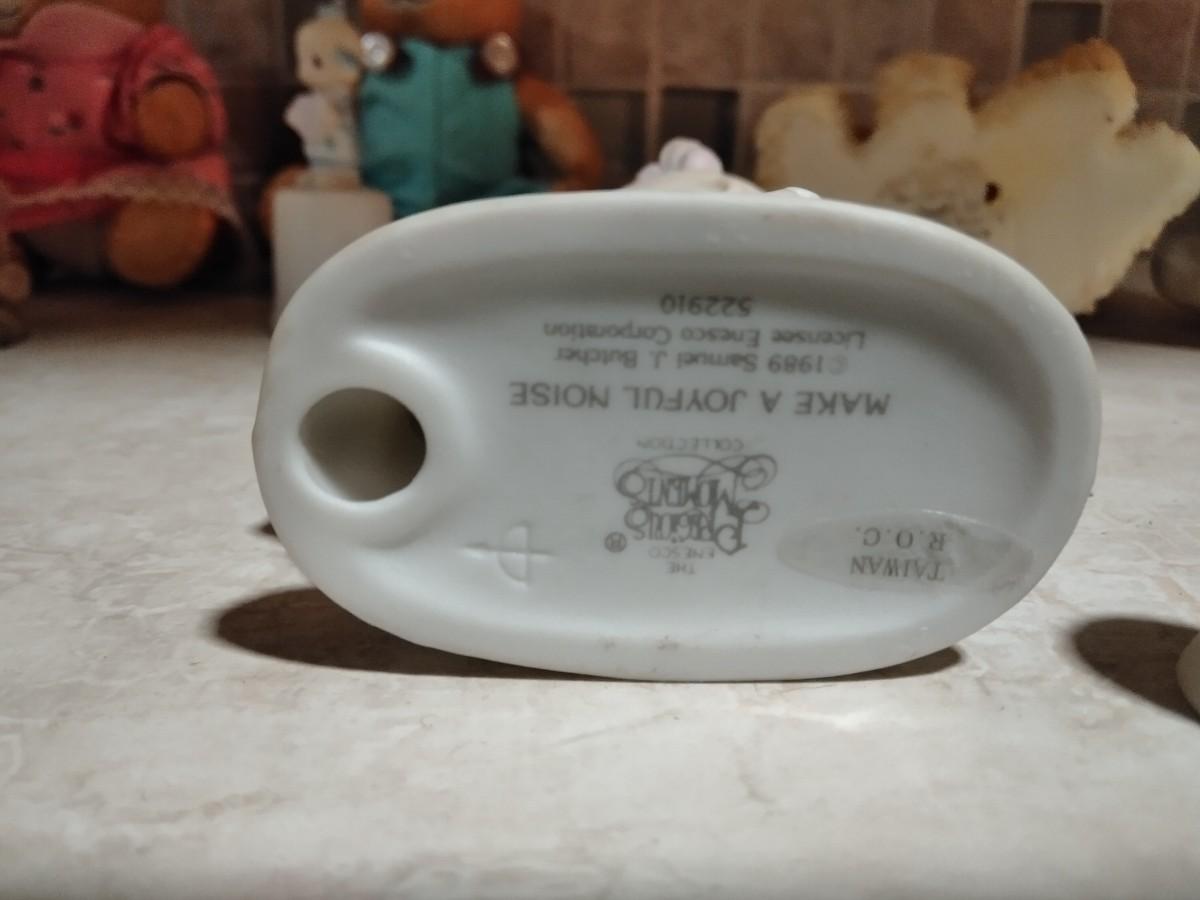 THE
ENESCO
PRECIOUS ®
MOMENTS
COLLECTION
MAKE A JOYFUL NOISE
©1989 Samuel J. Butcher
Licensee Enesco Corporation
522910
TAIWAN
R.O.C.